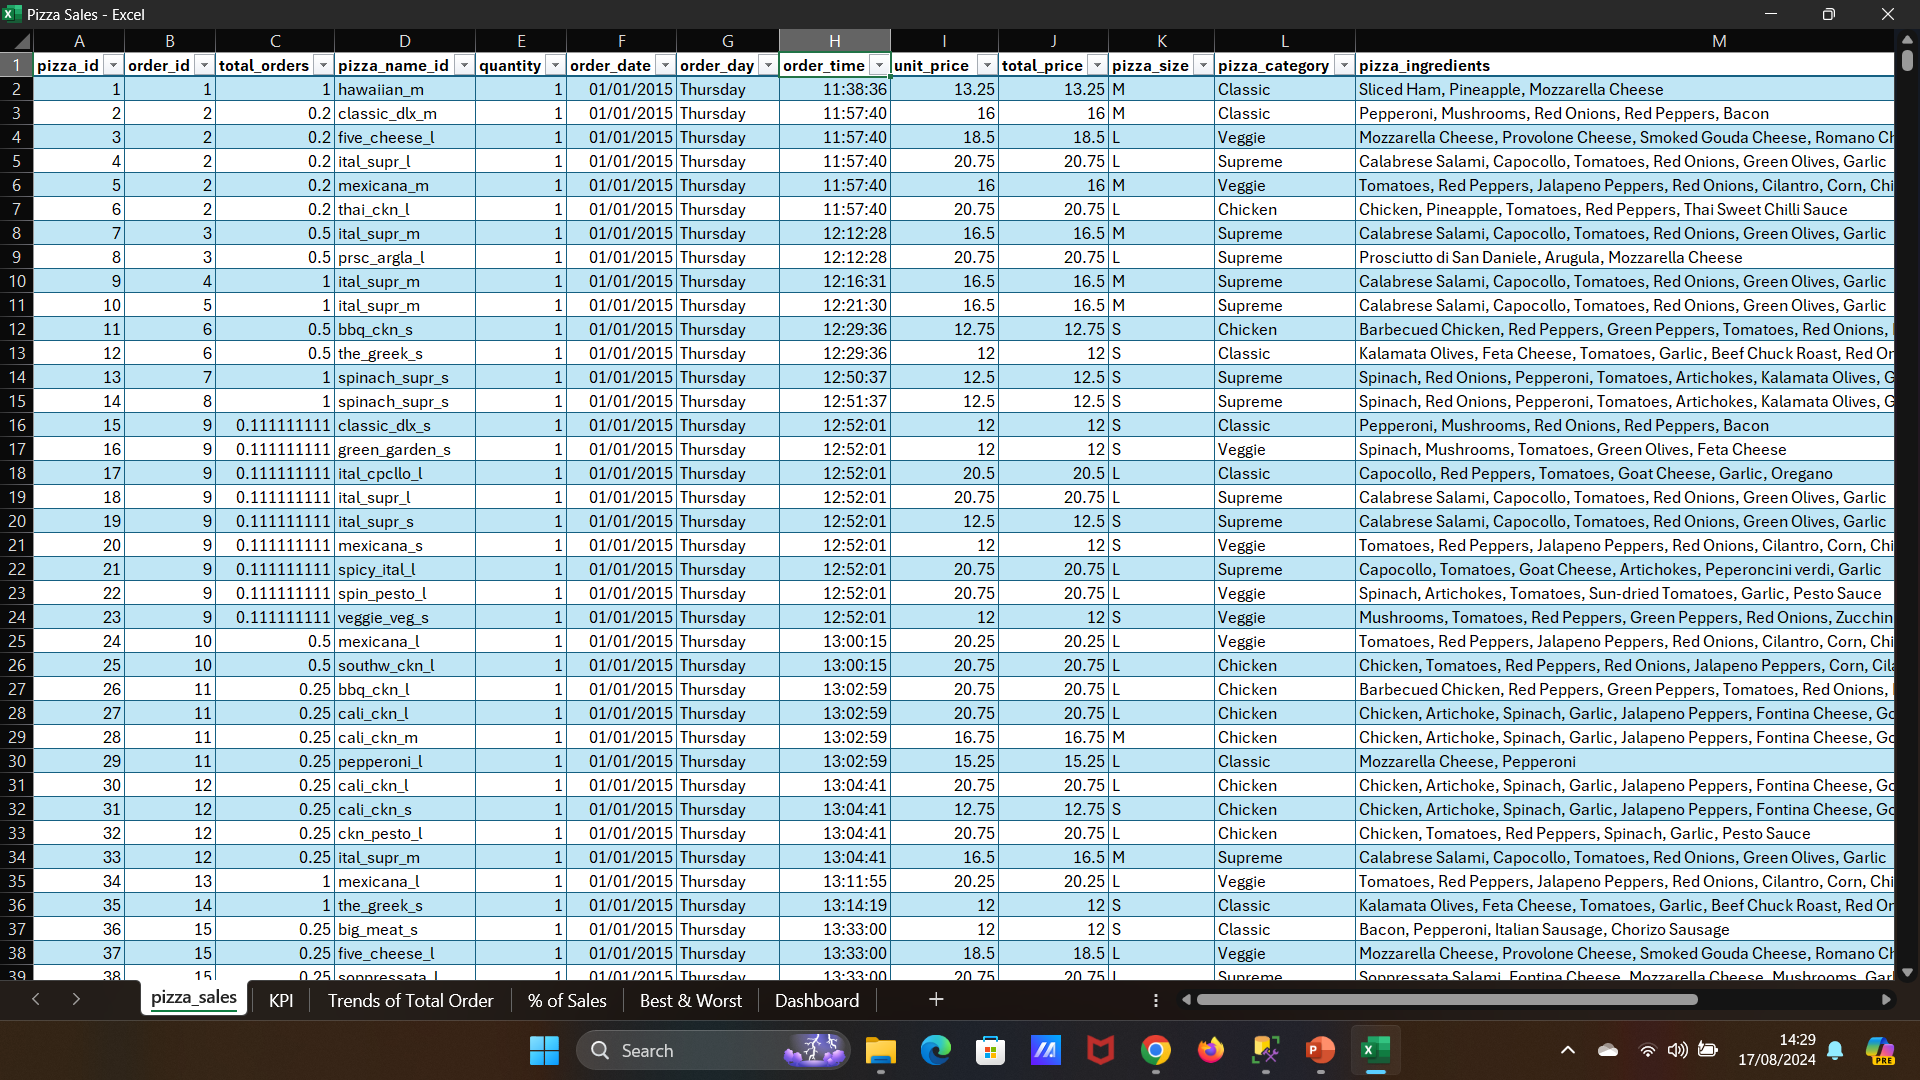 Pizza Sales - Excel
A B C D E F G H I J K L M
1 pizza_id order_id total_orders pizza_name_id quantity order_date order_day order_time unit_price total_price pizza_size pizza_category pizza_ingredients
2 1 1 1 hawaiian_m 1 01/01/2015 Thursday 11:38:36 13.25 13.25 M Classic Sliced Ham, Pineapple, Mozzarella Cheese
3 2 2 0.2 classic_dlx_m 1 01/01/2015 Thursday 11:57:40 16 16 M Classic Pepperoni, Mushrooms, Red Onions, Red Peppers, Bacon
4 3 2 0.2 five_cheese_l 1 01/01/2015 Thursday 11:57:40 18.5 18.5 L Veggie Mozzarella Cheese, Provolone Cheese, Smoked Gouda Cheese, Romano Ch
5 4 2 0.2 ital_supr_l 1 01/01/2015 Thursday 11:57:40 20.75 20.75 L Supreme Calabrese Salami, Capocollo, Tomatoes, Red Onions, Green Olives, Garlic
6 5 2 0.2 mexicana_m 1 01/01/2015 Thursday 11:57:40 16 16 M Veggie Tomatoes, Red Peppers, Jalapeno Peppers, Red Onions, Cilantro, Corn, Chi
7 6 2 0.2 thai_ckn_l 1 01/01/2015 Thursday 11:57:40 20.75 20.75 L Chicken Chicken, Pineapple, Tomatoes, Red Peppers, Thai Sweet Chilli Sauce
8 7 3 0.5 ital_supr_m 1 01/01/2015 Thursday 12:12:28 16.5 16.5 M Supreme Calabrese Salami, Capocollo, Tomatoes, Red Onions, Green Olives, Garlic
9 8 3 0.5 prsc_argla_l 1 01/01/2015 Thursday 12:12:28 20.75 20.75 L Supreme Prosciutto di San Daniele, Arugula, Mozzarella Cheese
10 9 4 1 ital_supr_m 1 01/01/2015 Thursday 12:16:31 16.5 16.5 M Supreme Calabrese Salami, Capocollo, Tomatoes, Red Onions, Green Olives, Garlic
11 10 5 1 ital_supr_m 1 01/01/2015 Thursday 12:21:30 16.5 16.5 M Supreme Calabrese Salami, Capocollo, Tomatoes, Red Onions, Green Olives, Garlic
12 11 6 0.5 bbq_ckn_s 1 01/01/2015 Thursday 12:29:36 12.75 12.75 S Chicken Barbecued Chicken, Red Peppers, Green Peppers, Tomatoes, Red Onions,
13 12 6 0.5 the_greek_s 1 01/01/2015 Thursday 12:29:36 12 12 S Classic Kalamata Olives, Feta Cheese, Tomatoes, Garlic, Beef Chuck Roast, Red On
14 13 7 1 spinach_supr_s 1 01/01/2015 Thursday 12:50:37 12.5 12.5 S Supreme Spinach, Red Onions, Pepperoni, Tomatoes, Artichokes, Kalamata Olives, G
15 14 8 1 spinach_supr_s 1 01/01/2015 Thursday 12:51:37 12.5 12.5 S Supreme Spinach, Red Onions, Pepperoni, Tomatoes, Artichokes, Kalamata Olives, G
16 15 9 0.111111111 classic_dlx_s 1 01/01/2015 Thursday 12:52:01 12 12 S Classic Pepperoni, Mushrooms, Red Onions, Red Peppers, Bacon
17 16 9 0.111111111 green_garden_s 1 01/01/2015 Thursday 12:52:01 12 12 S Veggie Spinach, Mushrooms, Tomatoes, Green Olives, Feta Cheese
18 17 9 0.111111111 ital_cpcllo_l 1 01/01/2015 Thursday 12:52:01 20.5 20.5 L Classic Capocollo, Red Peppers, Tomatoes, Goat Cheese, Garlic, Oregano
19 18 9 0.111111111 ital_supr_l 1 01/01/2015 Thursday 12:52:01 20.75 20.75 L Supreme Calabrese Salami, Capocollo, Tomatoes, Red Onions, Green Olives, Garlic
20 19 9 0.111111111 ital_supr_s 1 01/01/2015 Thursday 12:52:01 12.5 12.5 S Supreme Calabrese Salami, Capocollo, Tomatoes, Red Onions, Green Olives, Garlic
21 20 9 0.111111111 mexicana_s 1 01/01/2015 Thursday 12:52:01 12 12 S Veggie Tomatoes, Red Peppers, Jalapeno Peppers, Red Onions, Cilantro, Corn, Chi
22 21 9 0.111111111 spicy_ital_l 1 01/01/2015 Thursday 12:52:01 20.75 20.75 L Supreme Capocollo, Tomatoes, Goat Cheese, Artichokes, Peperoncini verdi, Garlic
23 22 9 0.111111111 spin_pesto_l 1 01/01/2015 Thursday 12:52:01 20.75 20.75 L Veggie Spinach, Artichokes, Tomatoes, Sun-dried Tomatoes, Garlic, Pesto Sauce
24 23 9 0.111111111 veggie_veg_s 1 01/01/2015 Thursday 12:52:01 12 12 S Veggie Mushrooms, Tomatoes, Red Peppers, Green Peppers, Red Onions, Zucchin
25 24 10 0.5 mexicana_l 1 01/01/2015 Thursday 13:00:15 20.25 20.25 L Veggie Tomatoes, Red Peppers, Jalapeno Peppers, Red Onions, Cilantro, Corn, Chi
26 25 10 0.5 southw_ckn_l 1 01/01/2015 Thursday 13:00:15 20.75 20.75 L Chicken Chicken, Tomatoes, Red Peppers, Red Onions, Jalapeno Peppers, Corn, Cila
27 26 11 0.25 bbq_ckn_l 1 01/01/2015 Thursday 13:02:59 20.75 20.75 L Chicken Barbecued Chicken, Red Peppers, Green Peppers, Tomatoes, Red Onions,
28 27 11 0.25 cali_ckn_l 1 01/01/2015 Thursday 13:02:59 20.75 20.75 L Chicken Chicken, Artichoke, Spinach, Garlic, Jalapeno Peppers, Fontina Cheese, Go
29 28 11 0.25 cali_ckn_m 1 01/01/2015 Thursday 13:02:59 16.75 16.75 M Chicken Chicken, Artichoke, Spinach, Garlic, Jalapeno Peppers, Fontina Cheese, Go
30 29 11 0.25 pepperoni_l 1 01/01/2015 Thursday 13:02:59 15.25 15.25 L Classic Mozzarella Cheese, Pepperoni
31 30 12 0.25 cali_ckn_l 1 01/01/2015 Thursday 13:04:41 20.75 20.75 L Chicken Chicken, Artichoke, Spinach, Garlic, Jalapeno Peppers, Fontina Cheese, Go
32 31 12 0.25 cali_ckn_s 1 01/01/2015 Thursday 13:04:41 12.75 12.75 S Chicken Chicken, Artichoke, Spinach, Garlic, Jalapeno Peppers, Fontina Cheese, Go
33 32 12 0.25 ckn_pesto_l 1 01/01/2015 Thursday 13:04:41 20.75 20.75 L Chicken Chicken, Tomatoes, Red Peppers, Spinach, Garlic, Pesto Sauce
34 33 12 0.25 ital_supr_m 1 01/01/2015 Thursday 13:04:41 16.5 16.5 M Supreme Calabrese Salami, Capocollo, Tomatoes, Red Onions, Green Olives, Garlic
35 34 13 1 mexicana_l 1 01/01/2015 Thursday 13:11:55 20.25 20.25 L Veggie Tomatoes, Red Peppers, Jalapeno Peppers, Red Onions, Cilantro, Corn, Chi
36 35 14 1 the_greek_s 1 01/01/2015 Thursday 13:14:19 12 12 S Classic Kalamata Olives, Feta Cheese, Tomatoes, Garlic, Beef Chuck Roast, Red On
37 36 15 0.25 big_meat_s 1 01/01/2015 Thursday 13:33:00 12 12 S Classic Bacon, Pepperoni, Italian Sausage, Chorizo Sausage
38 37 15 0.25 five_cheese_l 1 01/01/2015 Thursday 13:33:00 18.5 18.5 L Veggie Mozzarella Cheese, Provolone Cheese, Smoked Gouda Cheese, Romano Ch
39 38 15 0.25 soppressata_l 1 01/01/2015 Thursday 13:33:00 20.75 20.75 L Supreme Soppressata Salami, Fontina Cheese, Mozzarella Cheese, Mushrooms, Garl
pizza_sales KPI Trends of Total Order % of Sales Best & Worst Dashboard
Search
14:29
17/08/2024
PRE